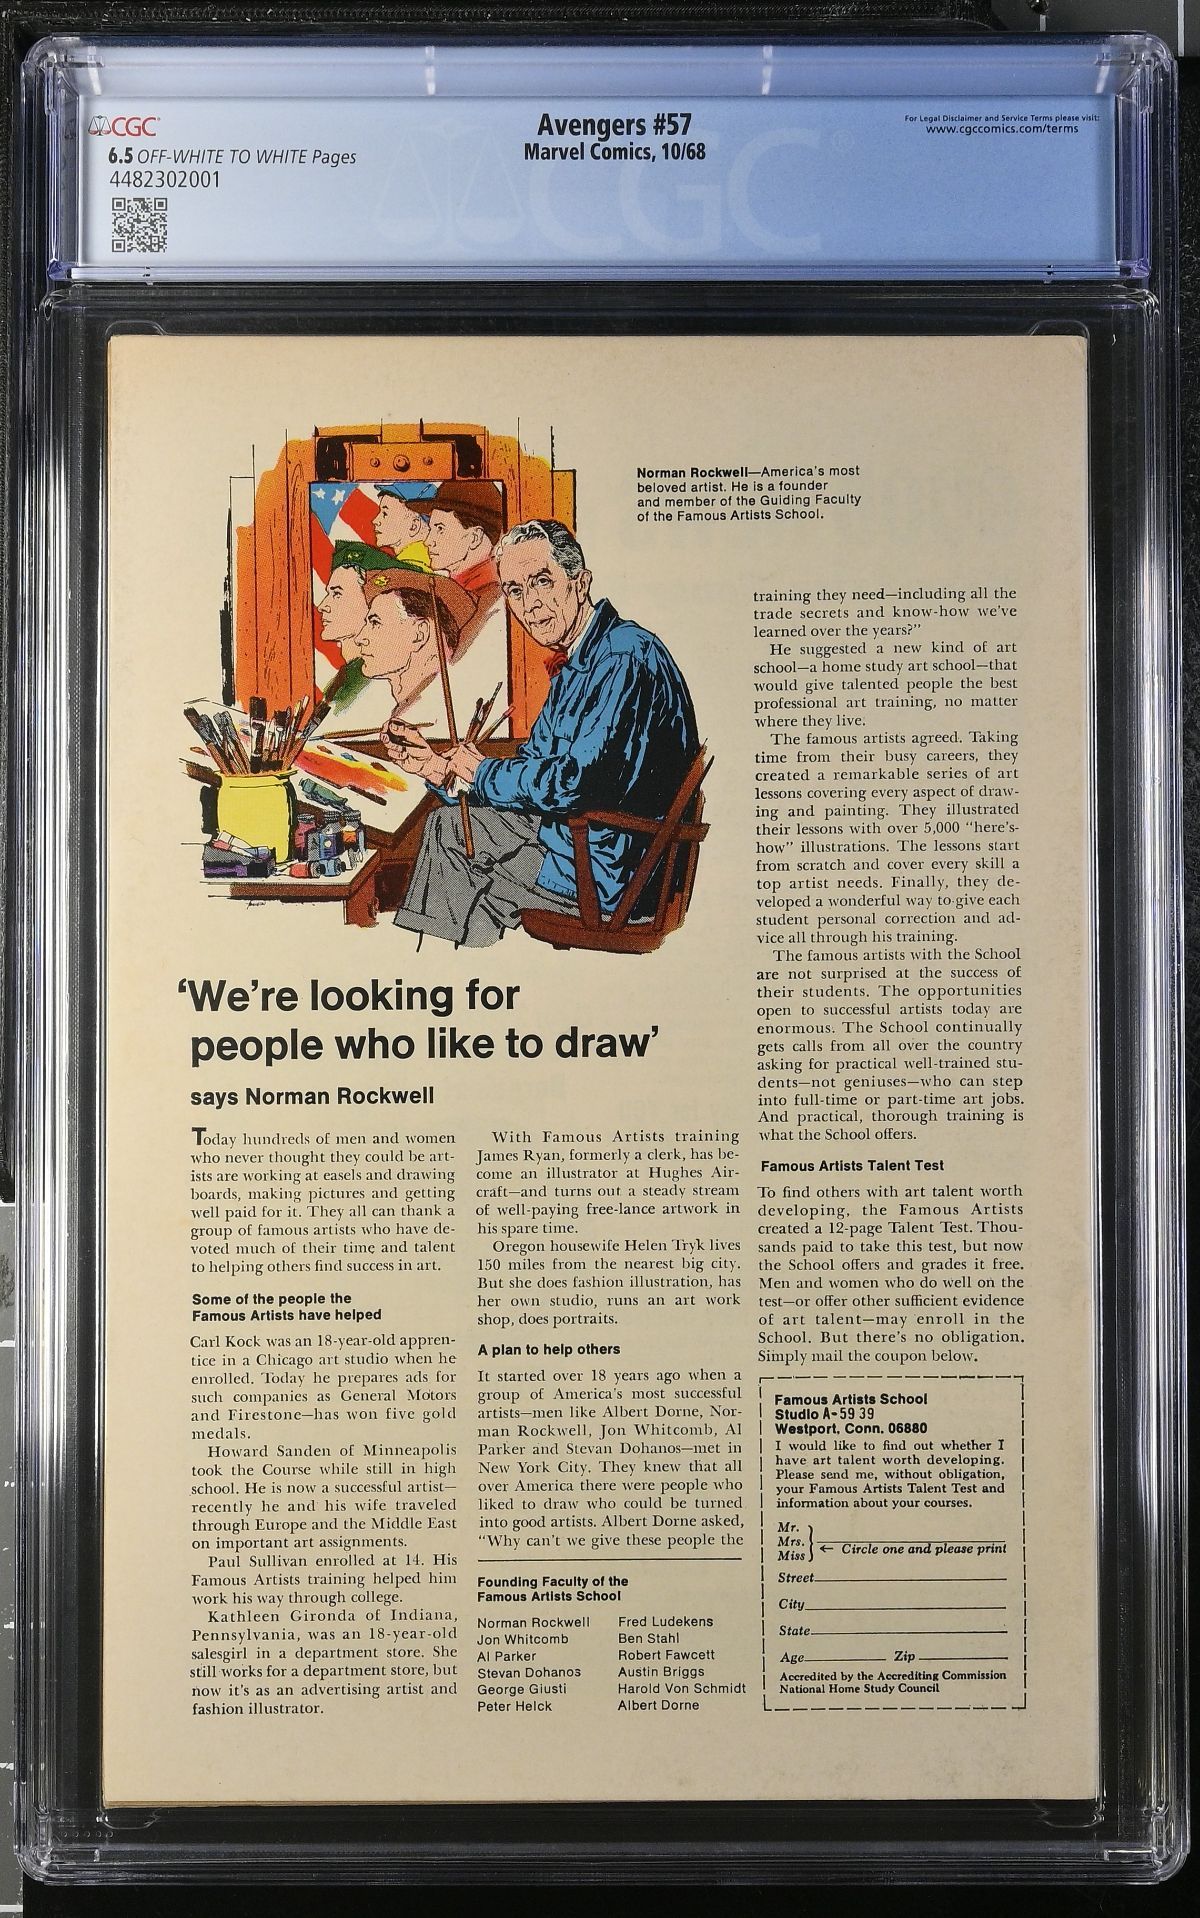 CGC
6.5 OFF-WHITE TO WHITE Pages
4482302001
Avengers #57
Marvel Comics, 10/68
For Legal Disclaimer and Service Terms please visit:
www.cgccomics.com/terms
CGC
Norman Rockwell—America's most
beloved artist. He is a founder
and member of the Guiding Faculty
of the Famous Artists School.
'We're looking for
people who like to draw'
says Norman Rockwell
Today hundreds of men and women
who never thought they could be art-
ists are working at easels and drawing
boards, making pictures and getting
well paid for it. They all can thank a
group of famous artists who have de-
voted much of their time and talent
to helping others find success in art.
Some of the people the
Famous Artists have helped
Carl Kock was an 18-year-old appren-
tice in a Chicago art studio when he
enrolled. Today he prepares ads for
such companies as General Motors
and Firestone—has won five gold
medals.
Howard Sanden of Minneapolis
took the Course while still in high
school. He is now a successful artist—
recently he and his wife traveled
through Europe and the Middle East
on important art assignments.
Paul Sullivan enrolled at 14. His
Famous Artists training helped him
work his way through college.
Kathleen Gironda of Indiana,
Pennsylvania, was an 18-year-old
salesgirl in a department store. She
still works for a department store, but
now it's as an advertising artist and
fashion illustrator.
With Famous Artists training
James Ryan, formerly a clerk, has be-
come an illustrator at Hughes Air-
craft—and turns out a steady stream
of well-paying free-lance artwork in
his spare time.
Oregon housewife Helen Tryk lives
150 miles from the nearest big city.
But she does fashion illustration, has
her own studio, runs an art work
shop, does portraits.
A plan to help others
It started over 18 years ago when a
group of America's most successful
artists—men like Albert Dorne, Nor-
man Rockwell, Jon Whitcomb, Al
Parker and Stevan Dohanos—met in
New York City. They knew that all
over America there were people who
liked to draw who could be turned
into good artists. Albert Dorne asked,
"Why can't we give these people the
Founding Faculty of the
Famous Artists School
Norman Rockwell
Jon Whitcomb
Al Parker
Stevan Dohanos
George Giusti
Peter Helck
Fred Ludekens
Ben Stahl
Robert Fawcett
Austin Briggs
Harold Von Schmidt
Albert Dorne
training they need—including all the
trade secrets and know-how we've
learned over the years?"
He suggested a new kind of art
school—a home study art school—that
would give talented people the best
professional art training, no matter
where they live.
The famous artists agreed. Taking
time from their busy careers, they
created a remarkable series of art
lessons covering every aspect of draw-
ing and painting. They illustrated
their lessons with over 5,000 "here's-
how" illustrations. The lessons start
from scratch and cover every skill a
top artist needs. Finally, they de-
veloped a wonderful way to give each
student personal correction and ad-
vice all through his training.
The famous artists with the School
are not surprised at the success of
their students. The opportunities
open to successful artists today are
enormous. The School continually
gets calls from all over the country
asking for practical well-trained stu-
dents—not geniuses—who can step
into full-time or part-time art jobs.
And practical, thorough training is
what the School offers.
Famous Artists Talent Test
To find others with art talent worth
developing, the Famous Artists
created a 12-page Talent Test. Thou-
sands paid to take this test, but now
the School offers and grades it free.
Men and women who do well on the
test—or offer other sufficient evidence
of art talent—may enroll in the
School. But there's no obligation.
Simply mail the coupon below.
Famous Artists School
Studio A-5939
Westport, Conn. 06880
I would like to find out whether I
have art talent worth developing.
Please send me, without obligation,
your Famous Artists Talent Test and
information about your courses.
Mr.
Mrs.
Miss
← Circle one and please print
Street
City
State
Age Zip
Accredited by the Accrediting Commission
National Home Study Council